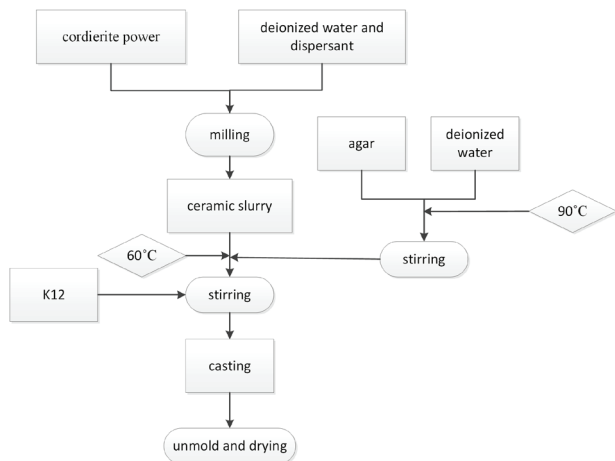 cordierite power
deionized water and
dispersant
milling
agar
deionized
water
ceramic slurry
90°C
60°C
stirring
K12
stirring
casting
unmold and drying